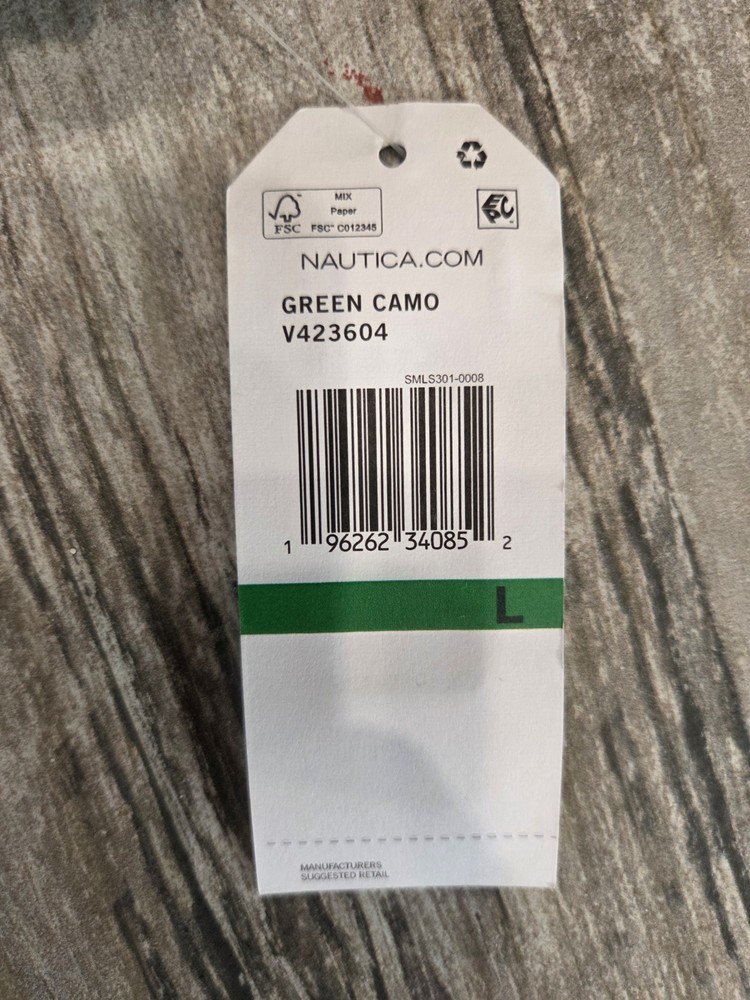 MIX
Paper
FSC FSC® C012345
EPC
NAUTICA.COM
GREEN CAMO
V423604
SMLS301-0008
1 96262 34085 2
L
MANUFACTURERS
SUGGESTED RETAIL